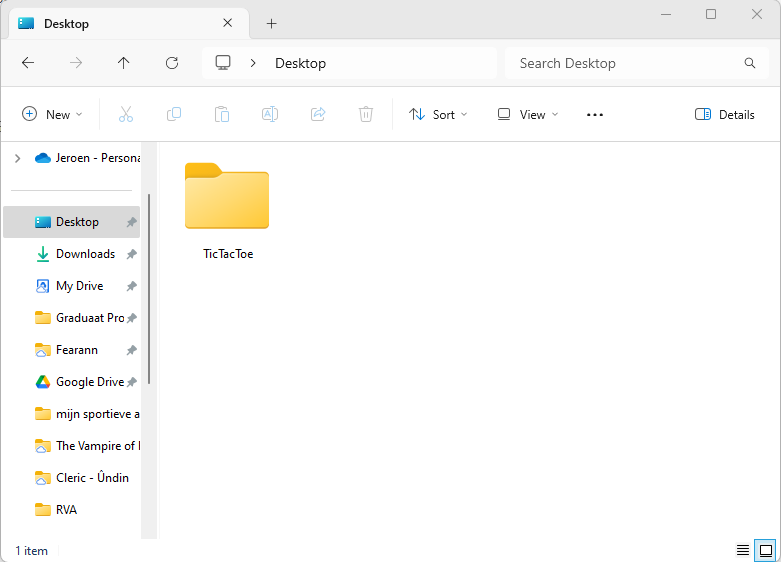 Desktop
Desktop
Search Desktop
New
Sort
View
Details
Jeroen - Persona
Desktop
Downloads
My Drive
Graduaat Pro
Fearann
Google Drive
mijn sportieve a
The Vampire of
Cleric - Ûndin
RVA
TicTacToe
1 item